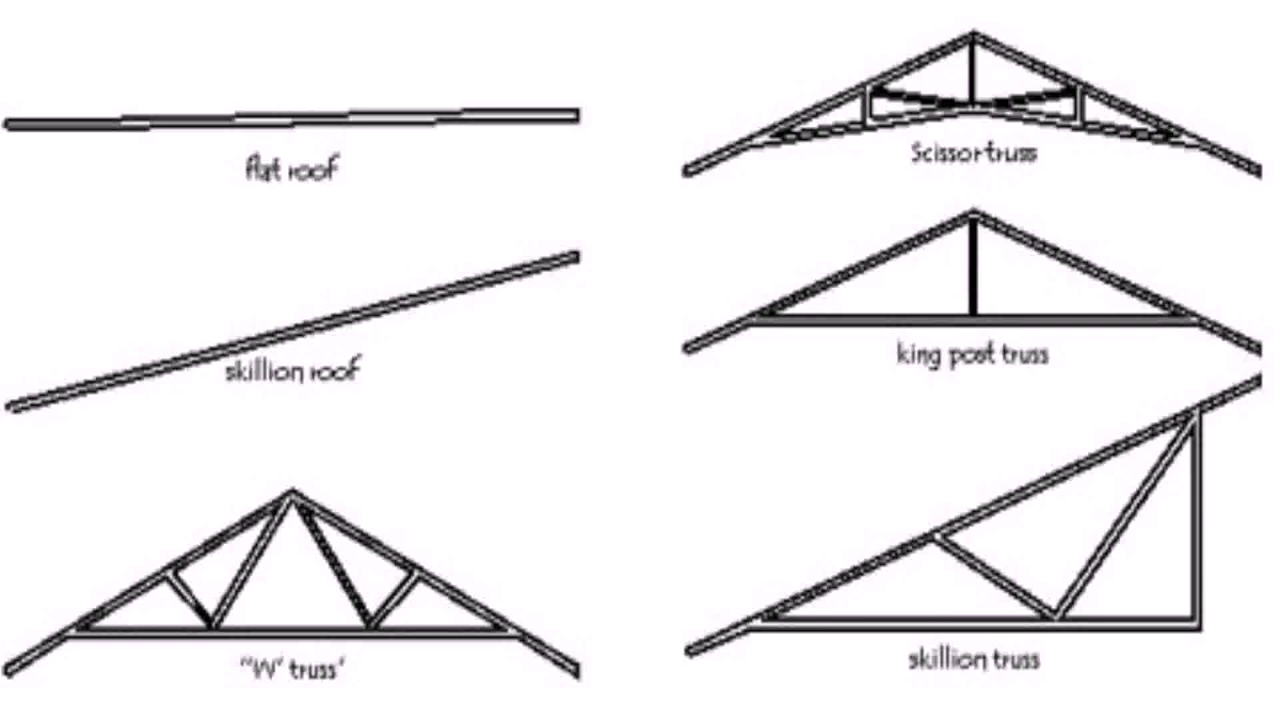 flat roof
Scissor truss
skillion roof
king post truss
"W' truss'
skillion truss